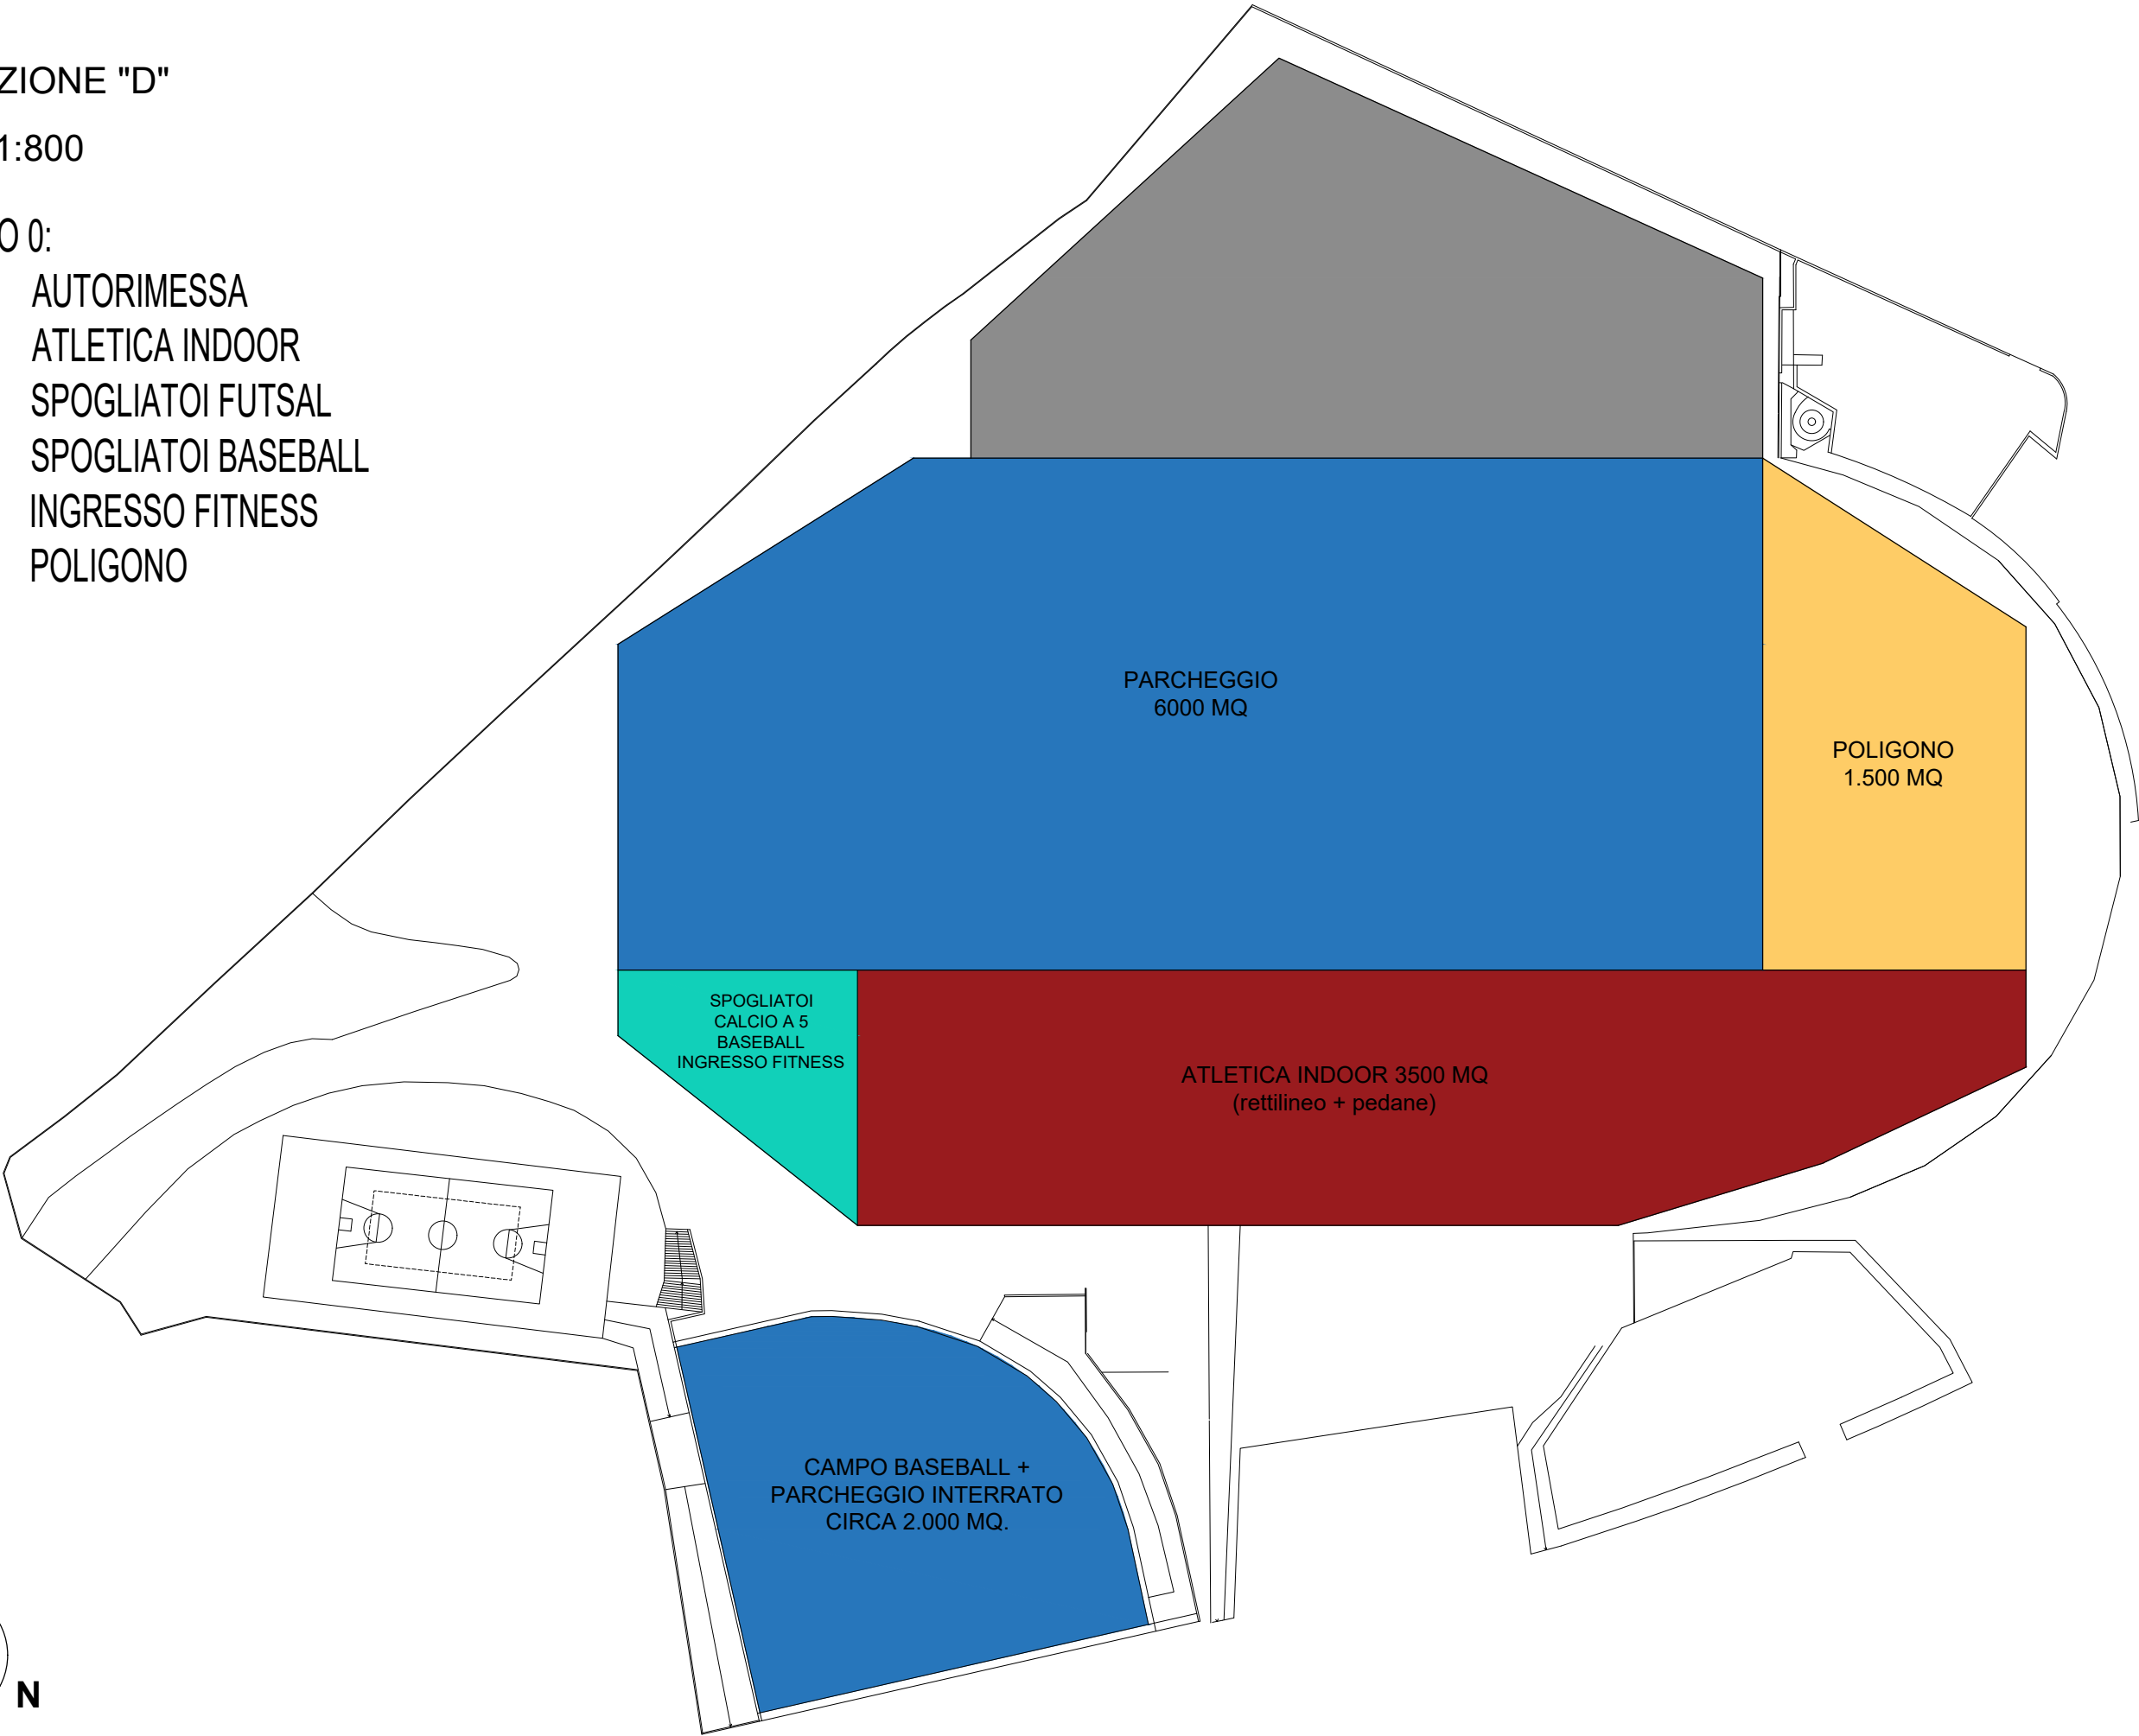 ZIONE "D"
1:800
O 0:
AUTORIMESSA
ATLETICA INDOOR
SPOGLIATOI FUTSAL
SPOGLIATOI BASEBALL
INGRESSO FITNESS
POLIGONO
PARCHEGGIO
6000 MQ
POLIGONO
1.500 MQ
SPOGLIATOI
CALCIO A 5
BASEBALL
INGRESSO FITNESS
ATLETICA INDOOR 3500 MQ
(rettilineo + pedane)
CAMPO BASEBALL +
PARCHEGGIO INTERRATO
CIRCA 2.000 MQ.
N